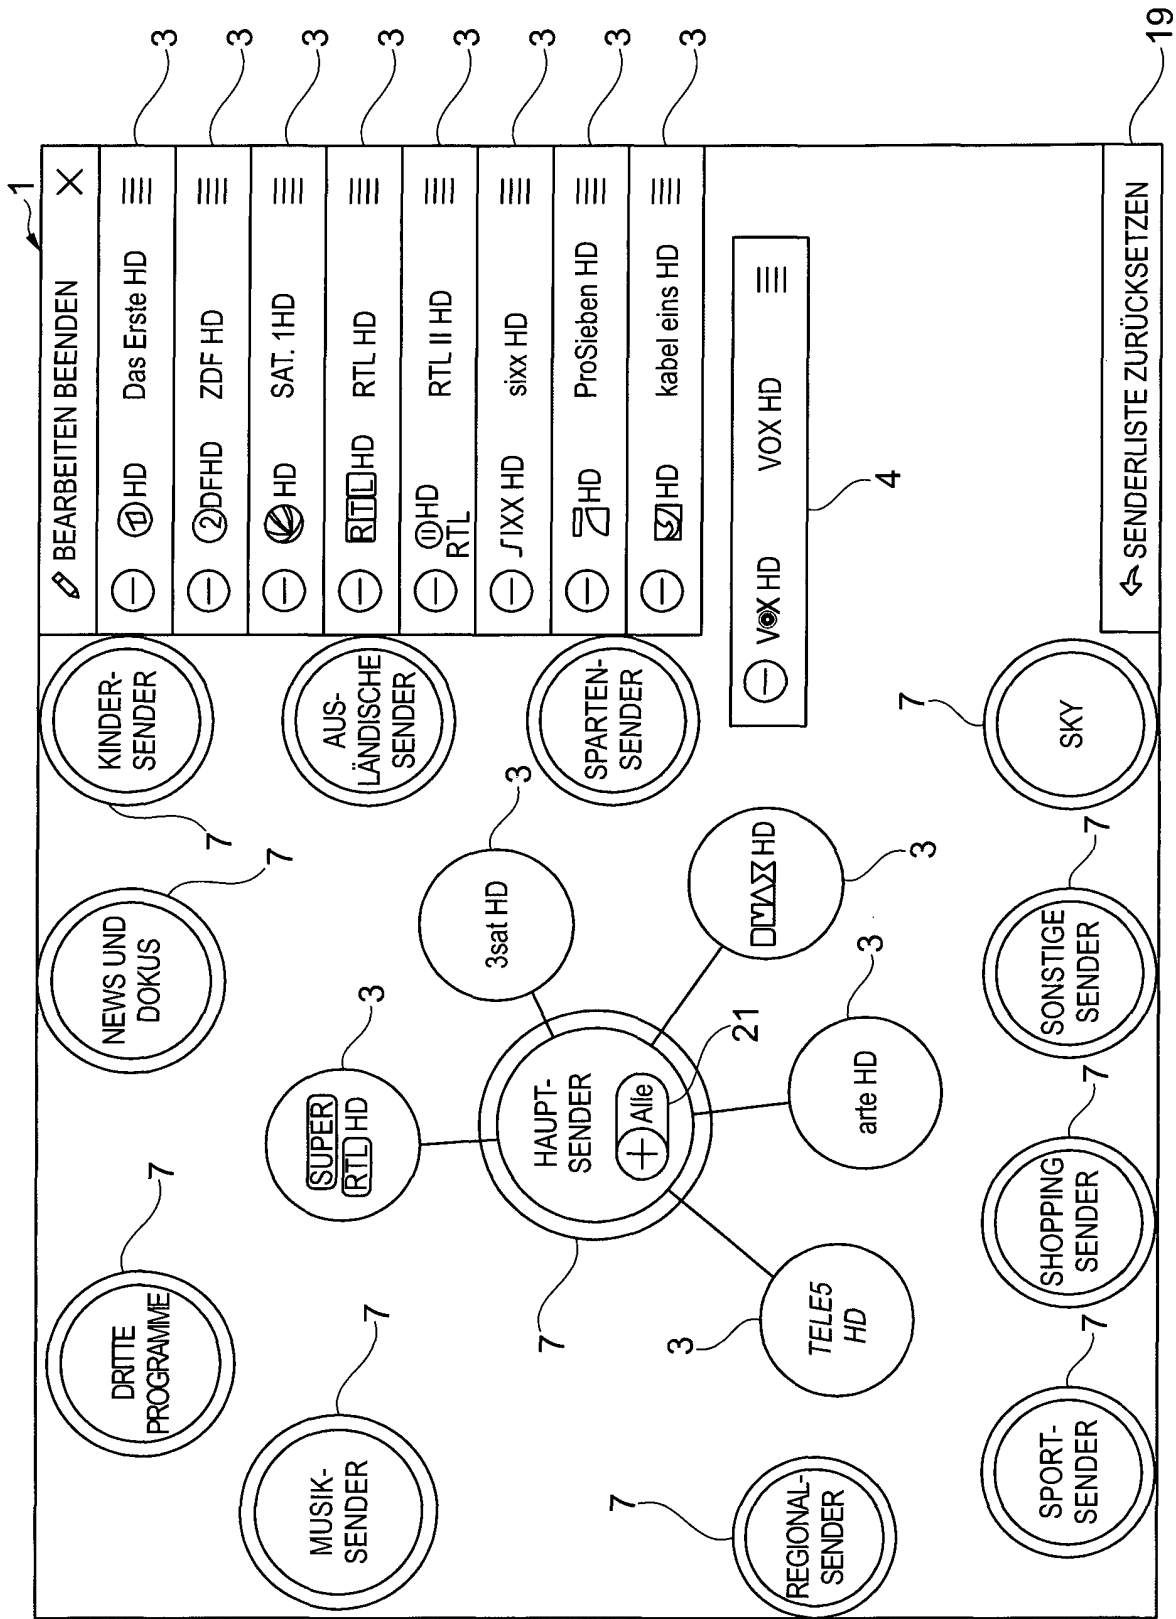 1
BEARBEITEN BEENDEN
HD Das Erste HD 3
2DFHD ZDF HD 3
HD SAT. 1HD 3
RTL HD RTL HD 3
II HD
RTL
RTL II HD 3
SIXX HD sixx HD 3
HD ProSieben HD 3
HD kabel eins HD 3
VOX HD VOX HD
4
SENDERLISTE ZURÜCKSETZEN
19
DRITTE
PROGRAMME
7
NEWS UND
DOKUS
7
KINDER-
SENDER
7
MUSIK-
SENDER
7
SUPER
RTL HD
3
AUS-
LÄNDISCHE
SENDER
3sat HD
3
HAUPT-
SENDER
Alle
21
7
SPARTEN-
SENDER
DMAX HD
3
REGIONAL-
SENDER
7
TELE5
HD
3
arte HD
3
SPORT-
SENDER
7
SHOPPING
SENDER
7
SONSTIGE
SENDER
7
SKY
7